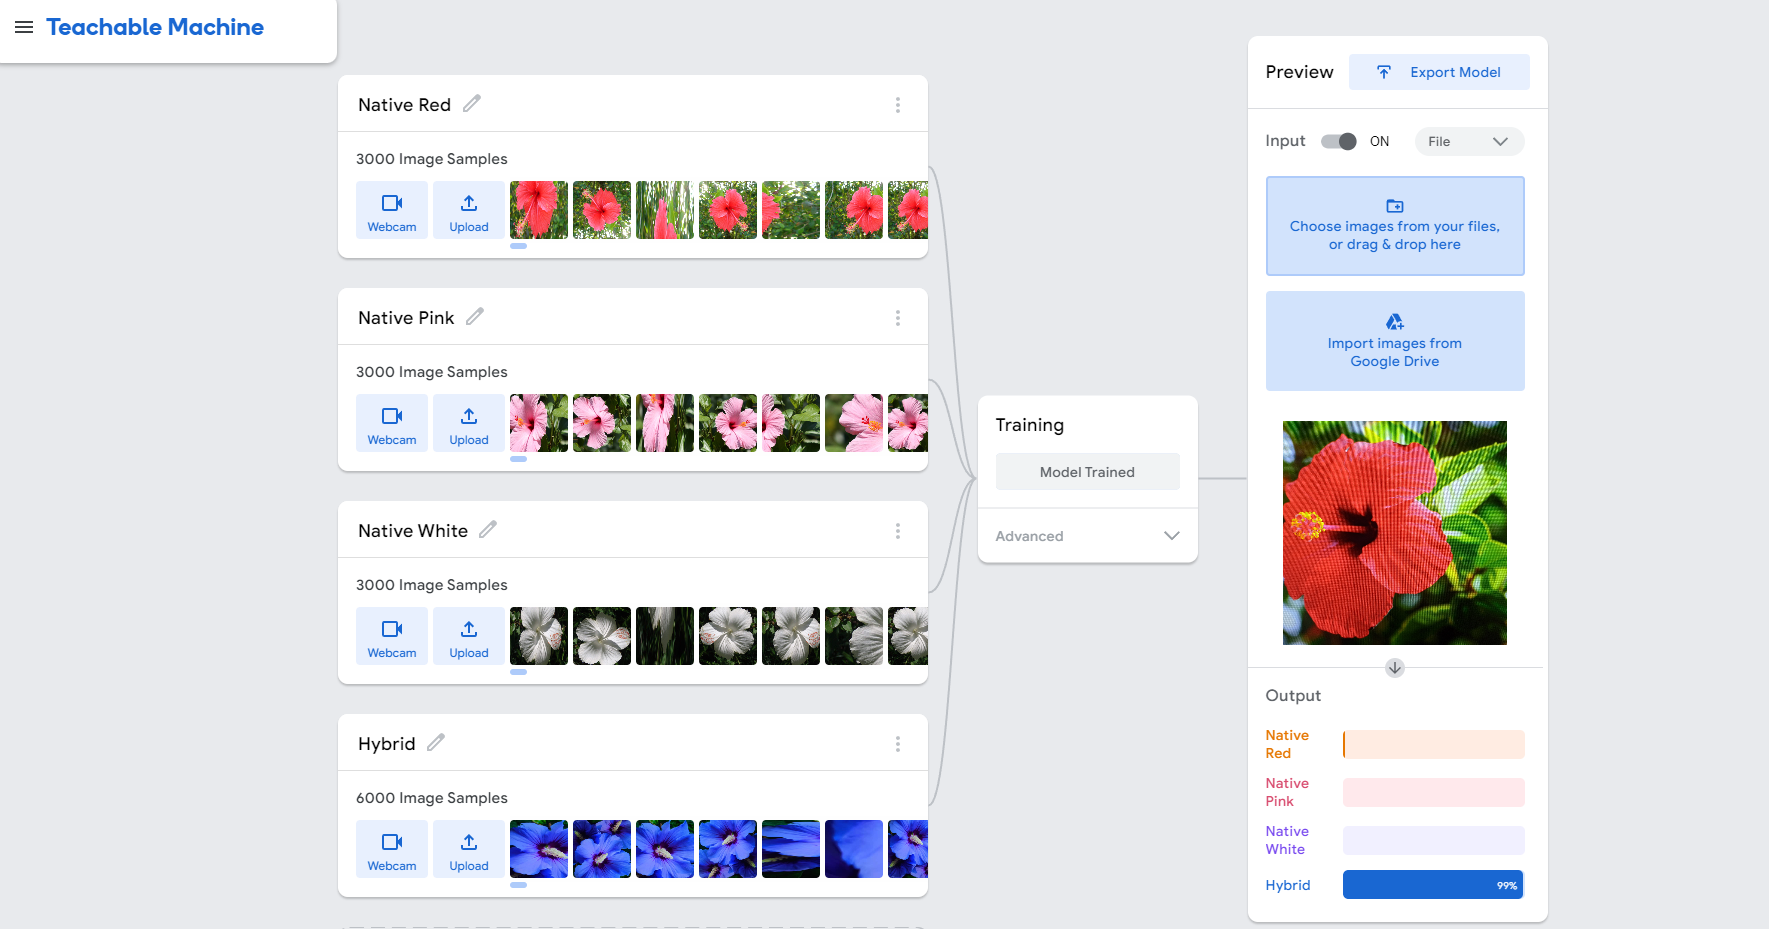 Teachable Machine
Native Red
3000 Image Samples
Webcam
Upload
Native Pink
3000 Image Samples
Webcam
Upload
Native White
3000 Image Samples
Webcam
Upload
Hybrid
6000 Image Samples
Webcam
Upload
Training
Model Trained
Advanced
Preview
Export Model
Input
ON
File
Choose images from your files,
or drag & drop here
Import images from
Google Drive
Output
Native
Red
Native
Pink
Native
White
Hybrid
99%